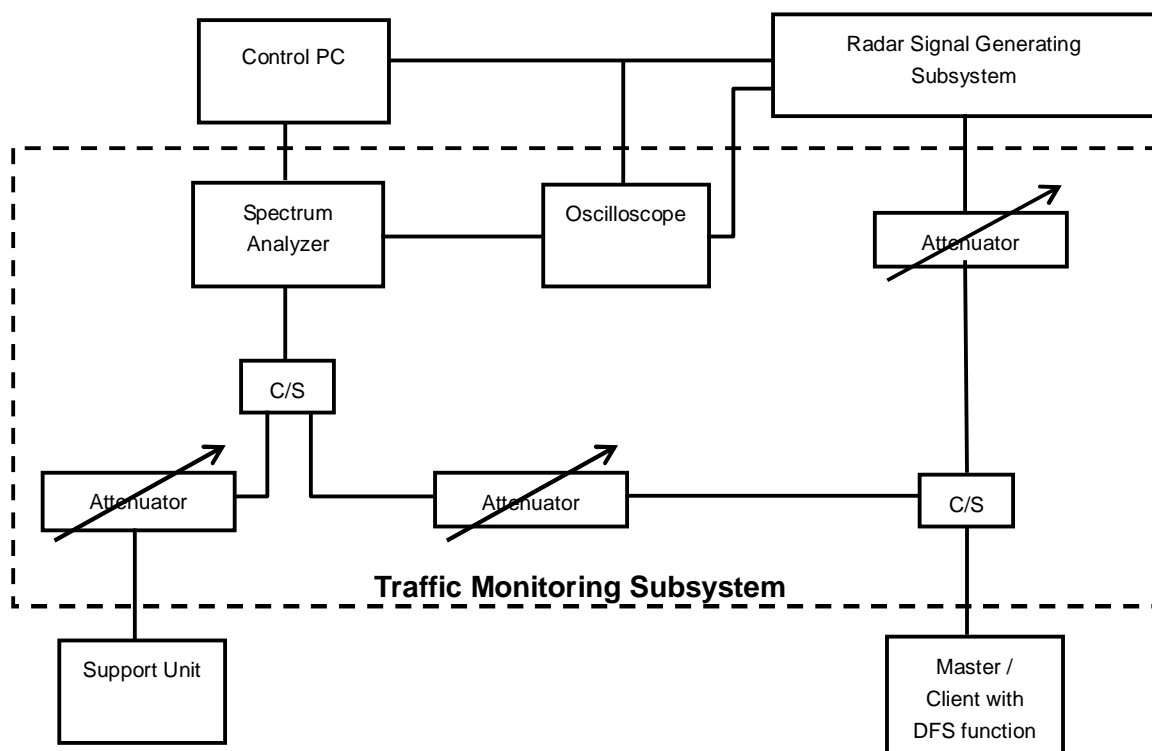 Control PC
Radar Signal Generating
Subsystem
Spectrum
Analyzer
Oscilloscope
Attenuator
C/S
Attenuator
Attenuator
C/S
Traffic Monitoring Subsystem
Support Unit
Master /
Client with
DFS function